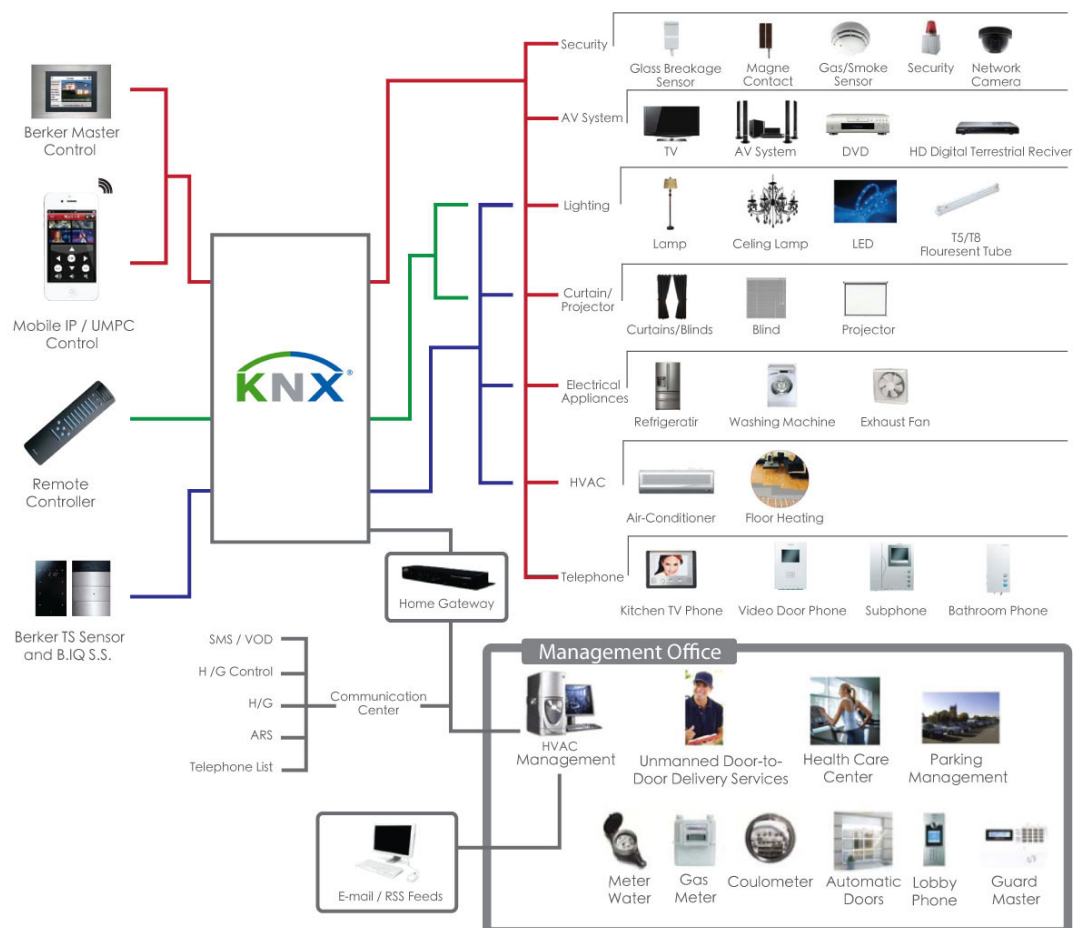 Berker Master
Control
Mobile IP / UMPC
Control
Remote
Controller
Berker TS Sensor
and B.IQ S.S.
KNX®
Security
Glass Breakage
Sensor
Magne
Contact
Gas/Smoke
Sensor
Security
Network
Camera
AV System
TV
AV System
DVD
HD Digital Terrestrial Reciver
Lighting
Lamp
Celing Lamp
LED
T5/T8
Flouresent Tube
Curtain/
Projector
Curtains/Blinds
Blind
Projector
Electrical
Appliances
Refrigeratir
Washing Machine
Exhaust Fan
HVAC
Air-Conditioner
Floor Heating
Telephone
Kitchen TV Phone
Video Door Phone
Subphone
Bathroom Phone
Home Gateway
SMS / VOD
H /G Control
H/G
ARS
Telephone List
Communication
Center
E-mail / RSS Feeds
Management Office
HVAC
Management
Unmanned Door-to-
Door Delivery Services
Health Care
Center
Parking
Management
Meter
Water
Gas
Meter
Coulometer
Automatic
Doors
Lobby
Phone
Guard
Master